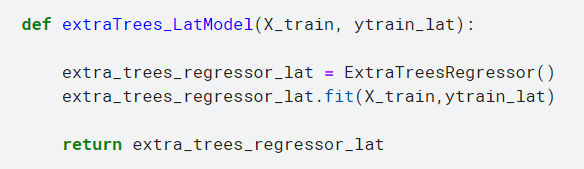 def extraTrees_LatModel(X_train, ytrain_lat):
extra_trees_regressor_lat = ExtraTreesRegressor()
extra_trees_regressor_lat.fit(X_train,ytrain_lat)
return extra_trees_regressor_lat